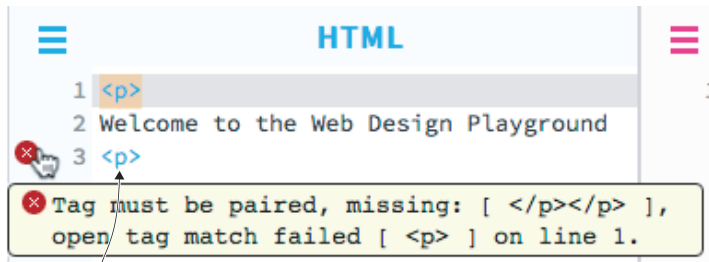 HTML
1 <p>
2 Welcome to the Web Design Playground
3 <p>
Tag must be paired, missing: [ </p></p> ],
open tag match failed [ <p> ] on line 1.